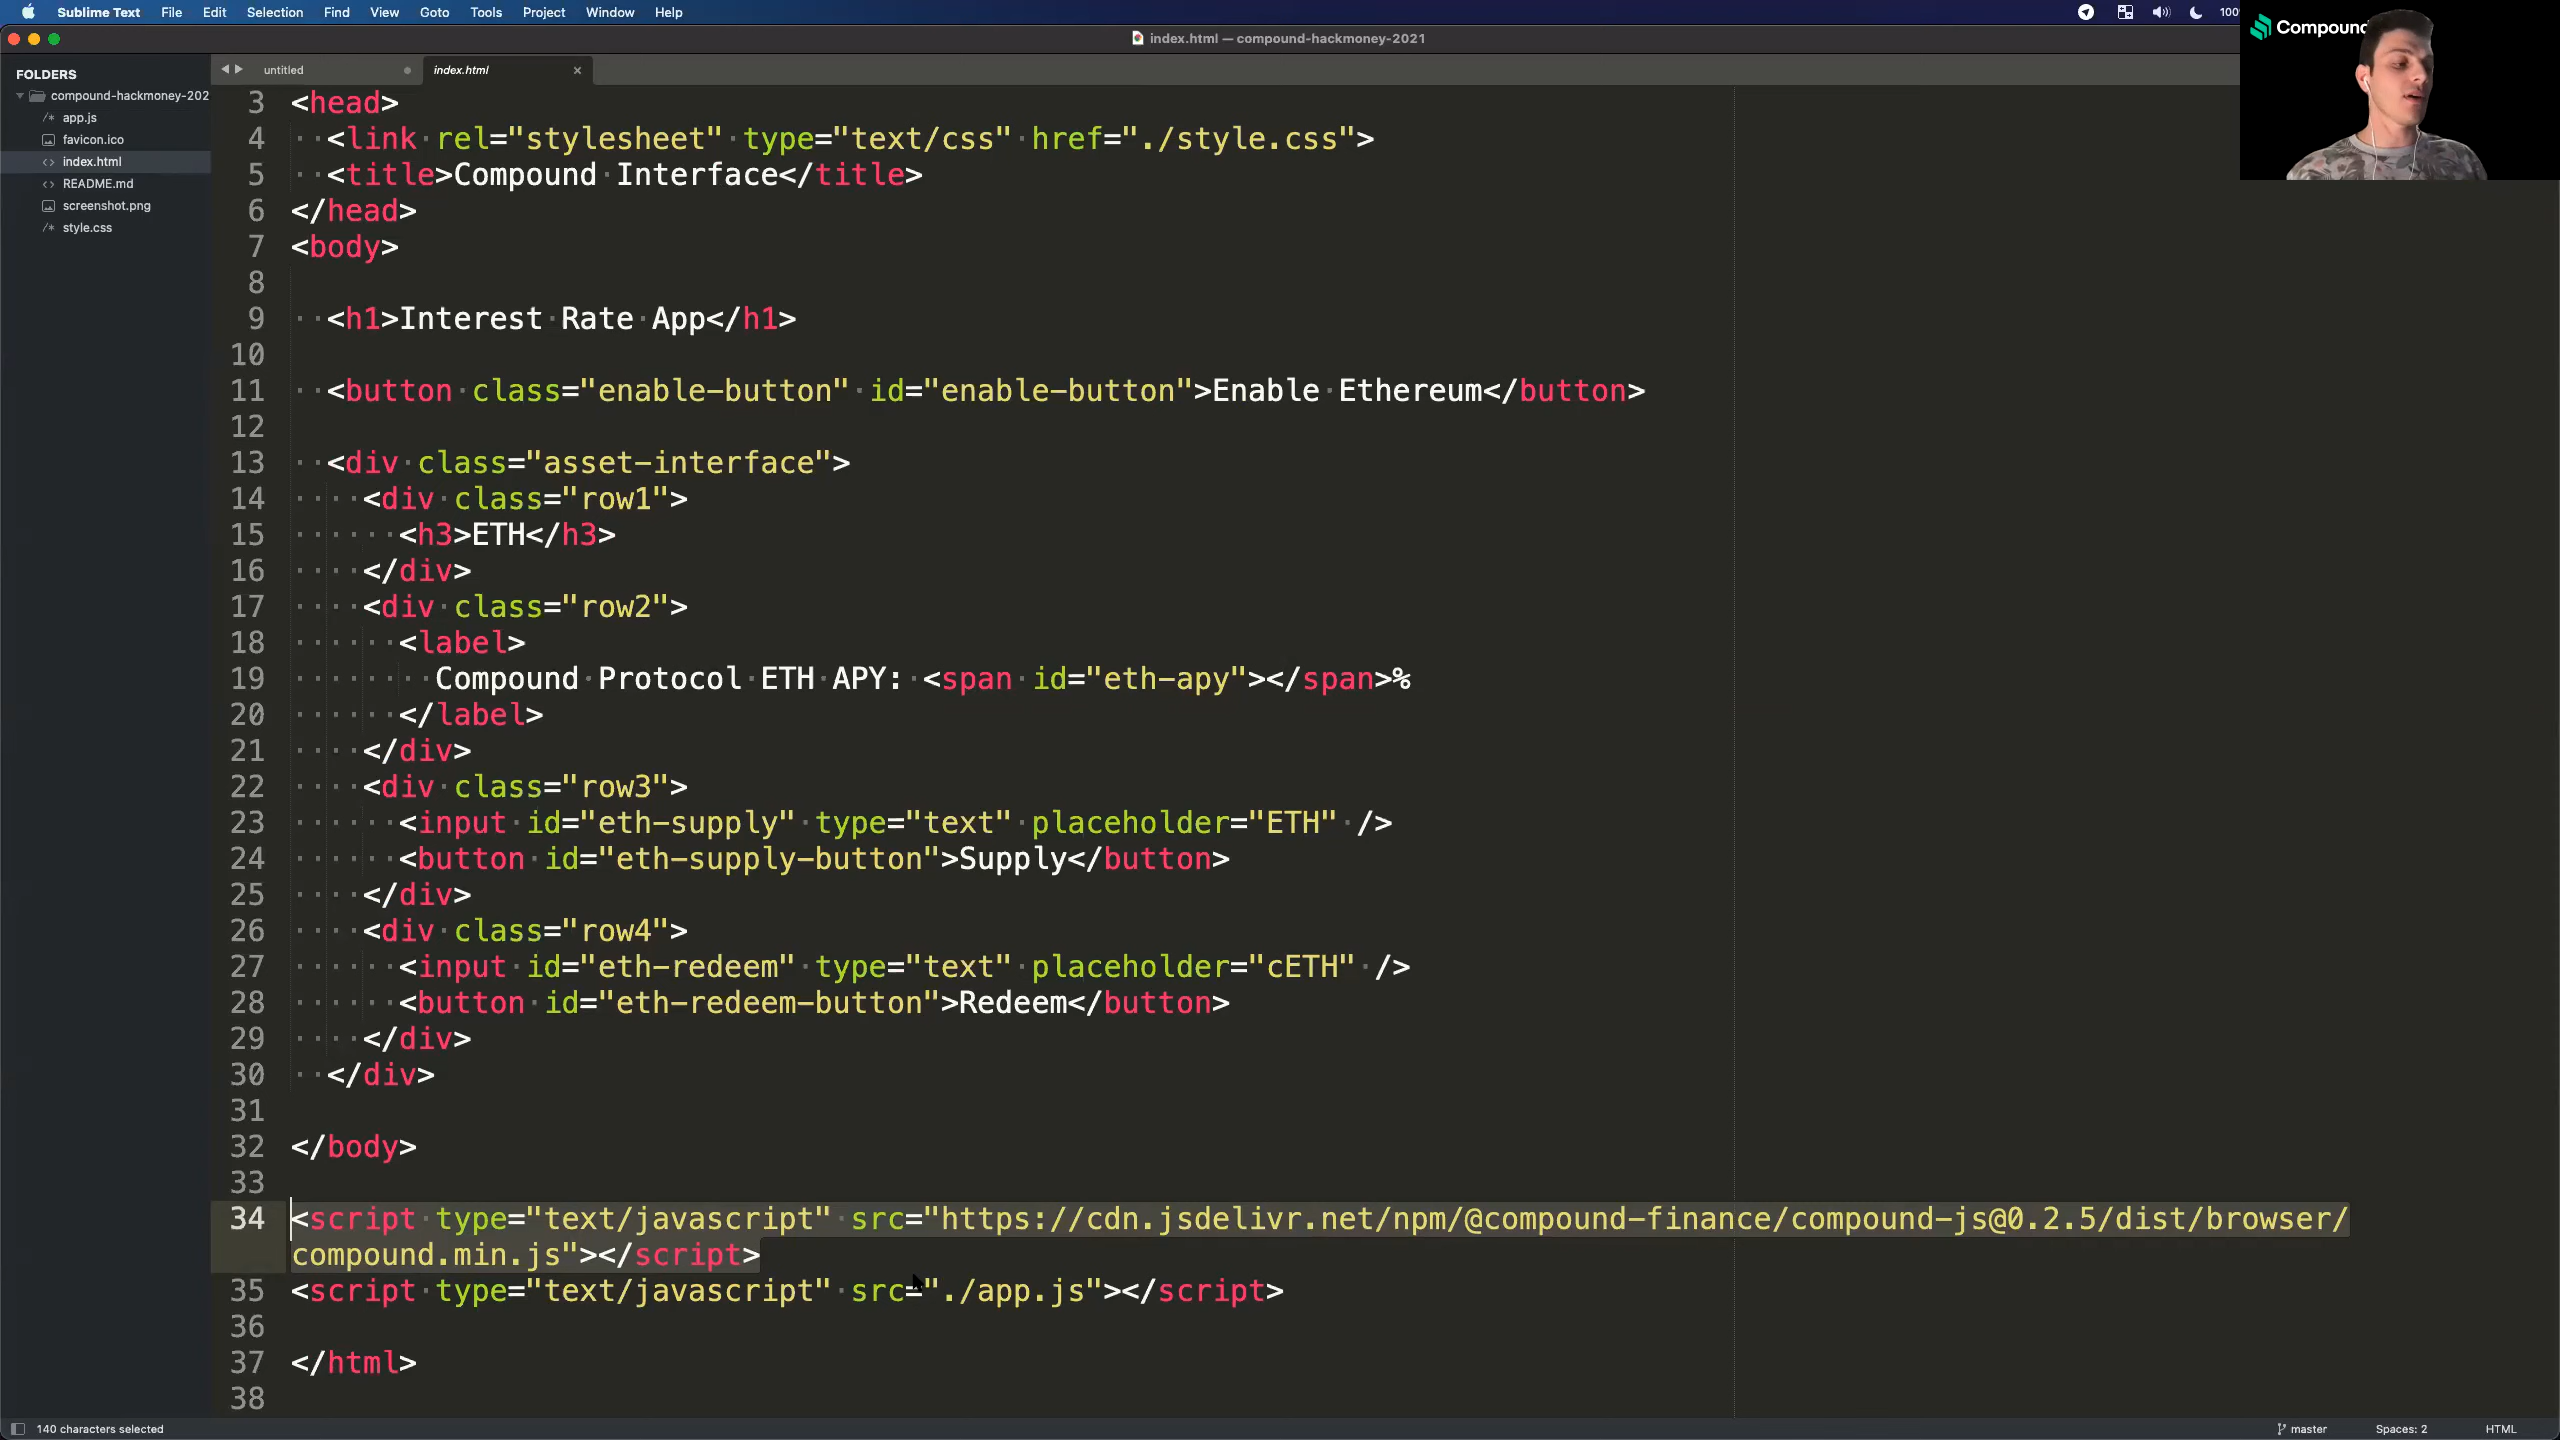 Sublime Text File Edit Selection Find View Goto Tools Project Window Help
index.html — compound-hackmoney-2021
Compound
FOLDERS
compound-hackmoney-202
app.js
favicon.ico
index.html
README.md
screenshot.png
style.css
untitled
index.html
3 <head>
4 <link rel="stylesheet" type="text/css" href="./style.css">
5 <title>Compound Interface</title>
6 </head>
7 <body>
8
9 <h1>Interest Rate App</h1>
10
11 <button class="enable-button" id="enable-button">Enable Ethereum</button>
12
13 <div class="asset-interface">
14 <div class="row1">
15 <h3>ETH</h3>
16 </div>
17 <div class="row2">
18 <label>
19 Compound Protocol ETH APY: <span id="eth-apy"></span>%
20 </label>
21 </div>
22 <div class="row3">
23 <input id="eth-supply" type="text" placeholder="ETH" />
24 <button id="eth-supply-button">Supply</button>
25 </div>
26 <div class="row4">
27 <input id="eth-redeem" type="text" placeholder="cETH" />
28 <button id="eth-redeem-button">Redeem</button>
29 </div>
30 </div>
31
32 </body>
33
34 <script type="text/javascript" src="https://cdn.jsdelivr.net/npm/@compound-finance/compound-js@0.2.5/dist/browser/
compound.min.js"></script>
35 <script type="text/javascript" src="./app.js"></script>
36
37 </html>
38
140 characters selected
master
Spaces: 2
HTML